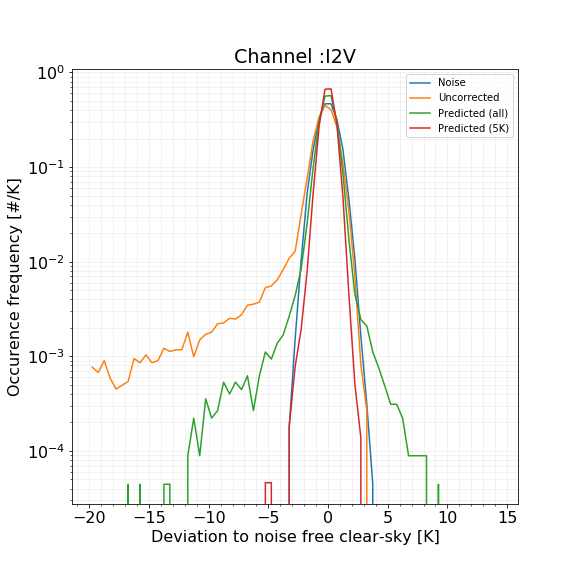 Channel :I2V
Noise
Uncorrected
Predicted (all)
Predicted (5K)
Occurence frequency [#/K]
10⁰
10⁻¹
10⁻²
10⁻³
10⁻⁴
−20 −15 −10 −5 0 5 10 15
Deviation to noise free clear-sky [K]